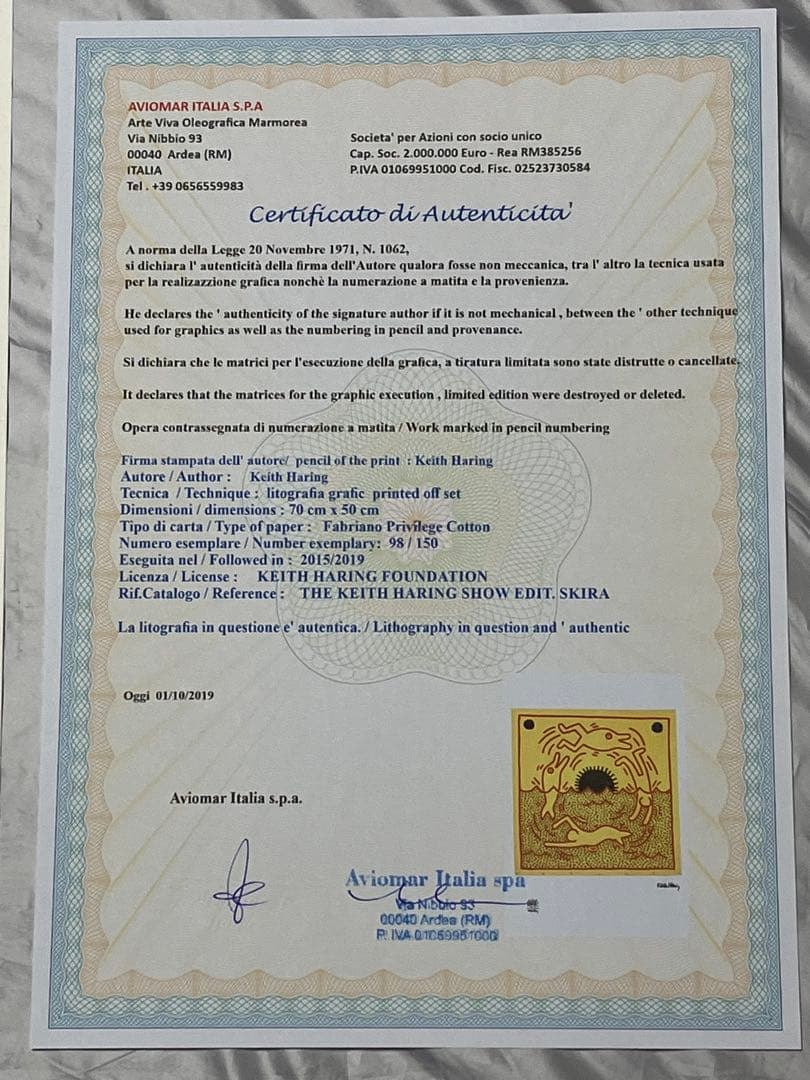 AVIOMAR ITALIA S.P.A
Arte Viva Oleografica Marmorea
Via Nibbio 93
00040 Ardea (RM)
ITALIA
Tel . +39 0656559983
Societa' per Azioni con socio unico
Cap. Soc. 2.000.000 Euro - Rea RM385256
P.IVA 01069951000 Cod. Fisc. 02523730584
Certificato di Autenticita'
A norma della Legge 20 Novembre 1971, N. 1062,
si dichiara l' autenticità della firma dell'Autore qualora fosse non meccanica, tra l' altro la tecnica usata
per la realizazzione grafica nonchè la numerazione a matita e la provenienza.
He declares the ' authenticity of the signature author if it is not mechanical , between the ' other technique
used for graphics as well as the numbering in pencil and provenance.
Si dichiara che le matrici per l'esecuzione della grafica, a tiratura limitata sono state distrutte o cancellate.
It declares that the matrices for the graphic execution , limited edition were destroyed or deleted.
Opera contrassegnata di numerazione a matita / Work marked in pencil numbering
Firma stampata dell' autore/ pencil of the print : Keith Haring
Autore / Author : Keith Haring
Tecnica / Technique : litografia grafic printed off set
Dimensioni / dimensions : 70 cm x 50 cm
Tipo di carta / Type of paper : Fabriano Privilege Cotton
Numero esemplare / Number exemplary: 98 / 150
Eseguita nel / Followed in : 2015/2019
Licenza / License : KEITH HARING FOUNDATION
Rif.Catalogo / Reference : THE KEITH HARING SHOW EDIT. SKIRA
La litografia in questione e' autentica. / Lithography in question and ' authentic
Oggi 01/10/2019
Aviomar Italia s.p.a.
Aviomar Italia spa
Via Nibbio 93
00040 Ardea (RM)
P. IVA 01069951000